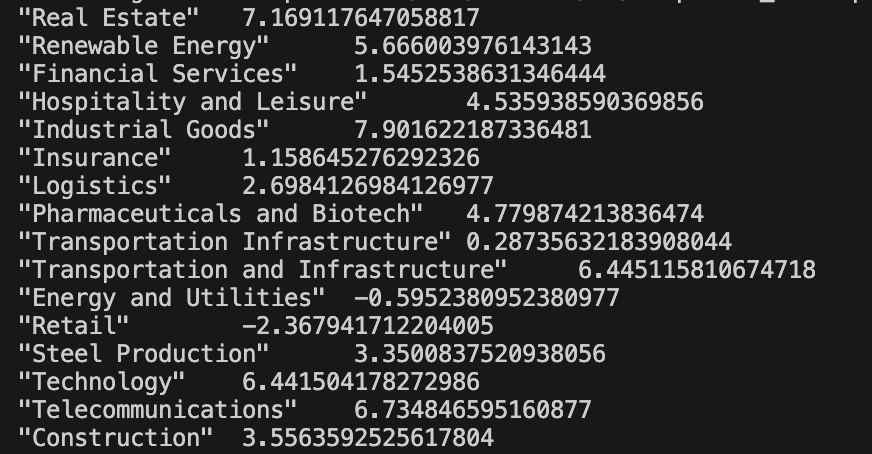 "Real Estate" 7.169117647058817
"Renewable Energy" 5.666003976143143
"Financial Services" 1.5452538631346444
"Hospitality and Leisure" 4.535938590369856
"Industrial Goods" 7.901622187336481
"Insurance" 1.158645276292326
"Logistics" 2.6984126984126977
"Pharmaceuticals and Biotech" 4.779874213836474
"Transportation Infrastructure" 0.28735632183908044
"Transportation and Infrastructure" 6.445115810674718
"Energy and Utilities" -0.5952380952380977
"Retail" -2.367941712204005
"Steel Production" 3.3500837520938056
"Technology" 6.441504178272986
"Telecommunications" 6.734846595160877
"Construction" 3.5563592525617804